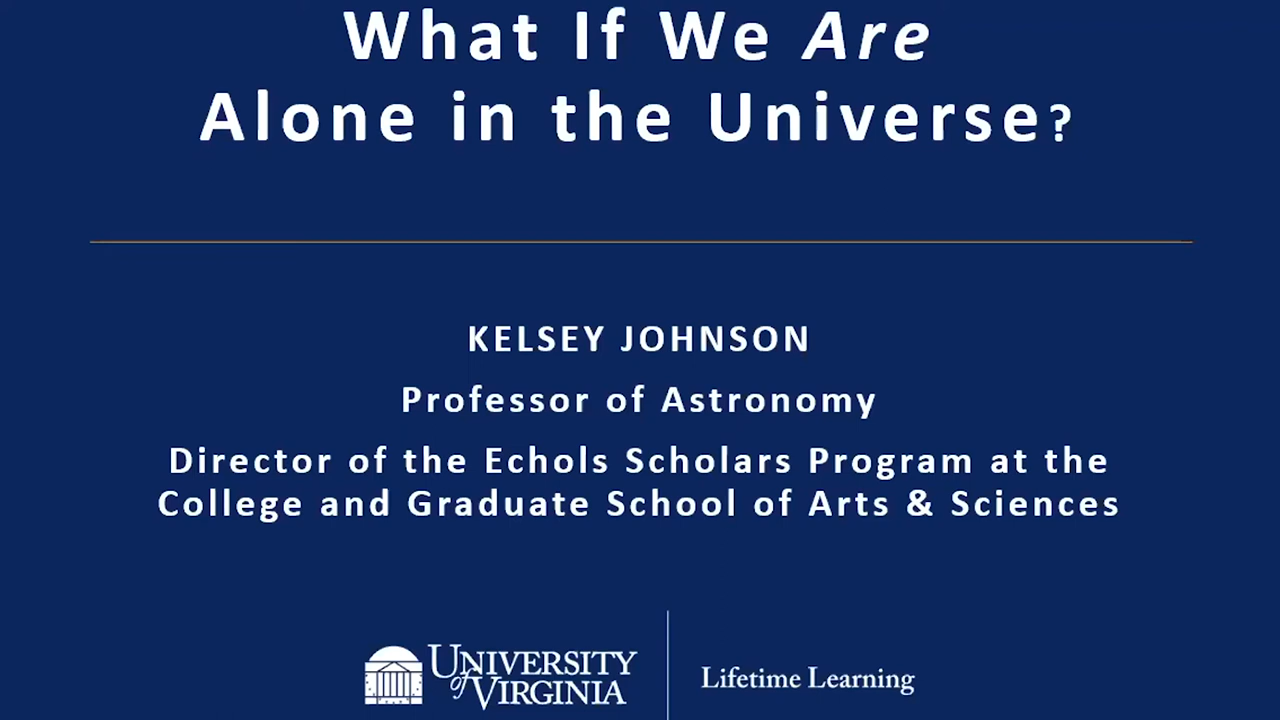 What If We Are
Alone in the Universe?
KELSEY JOHNSON
Professor of Astronomy
Director of the Echols Scholars Program at the
College and Graduate School of Arts & Sciences
UNIVERSITY
of VIRGINIA
Lifetime Learning